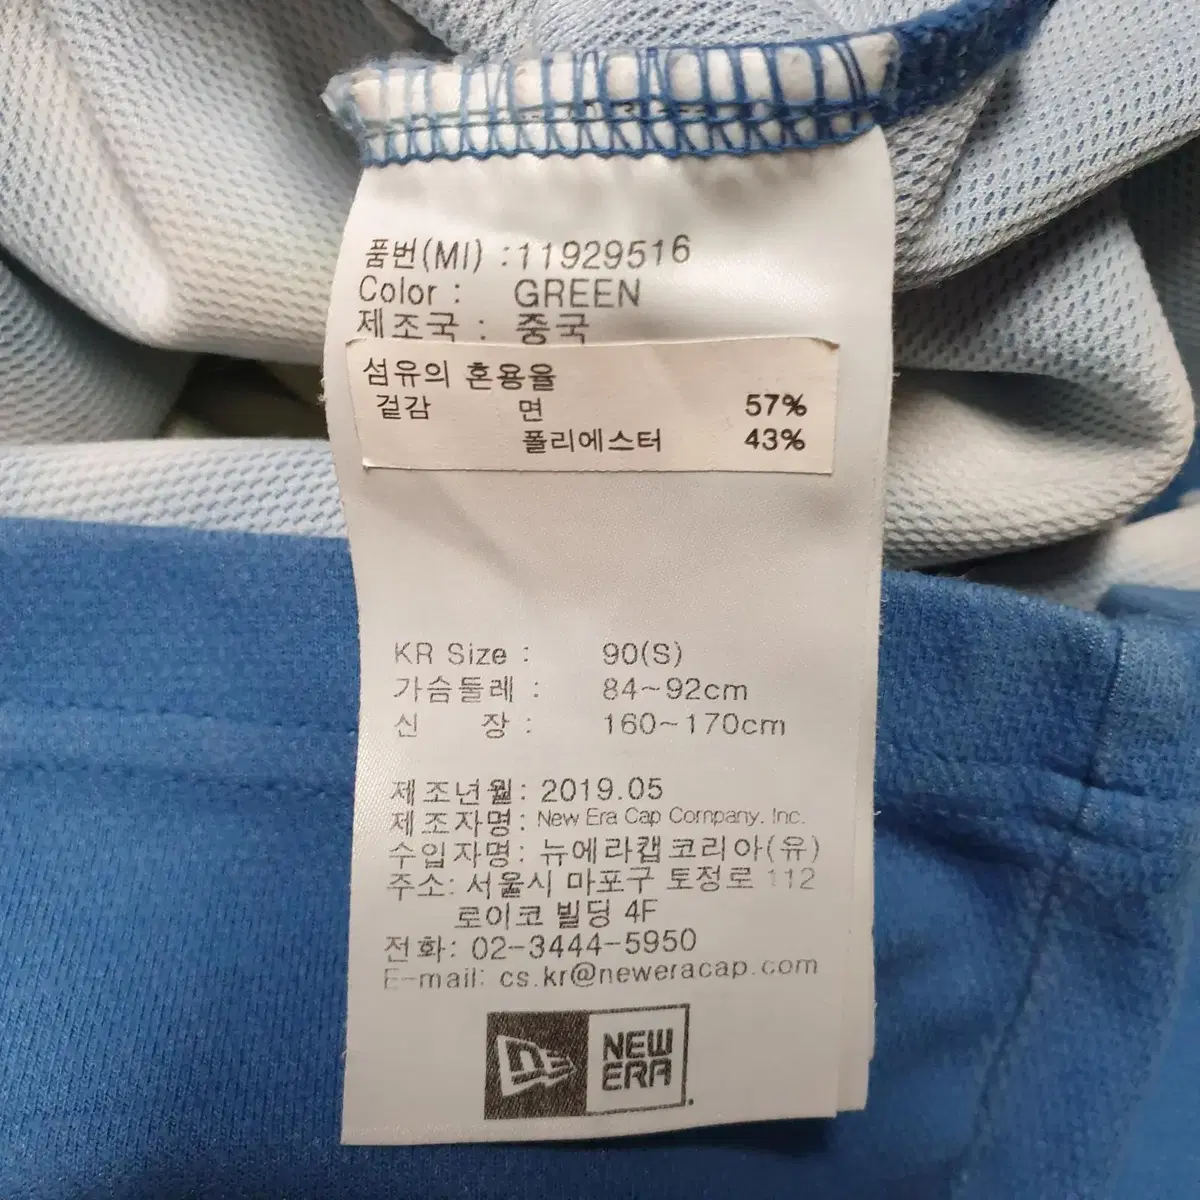 품번(MI) :11929516
Color : GREEN
제조국 : 중국
섬유의 혼용율
겉감 면 57%
폴리에스터 43%
KR Size : 90(S)
가슴둘레 : 84~92cm
신 장 : 160~170cm
제조년월: 2019.05
제조자명: New Era Cap Company. Inc.
수입자명: 뉴에라캡코리아(유)
주소: 서울시 마포구 토정로 112
로이코 빌딩 4F
전화: 02-3444-5950
E-mail: cs.kr@neweracap.com
NEW
ERA